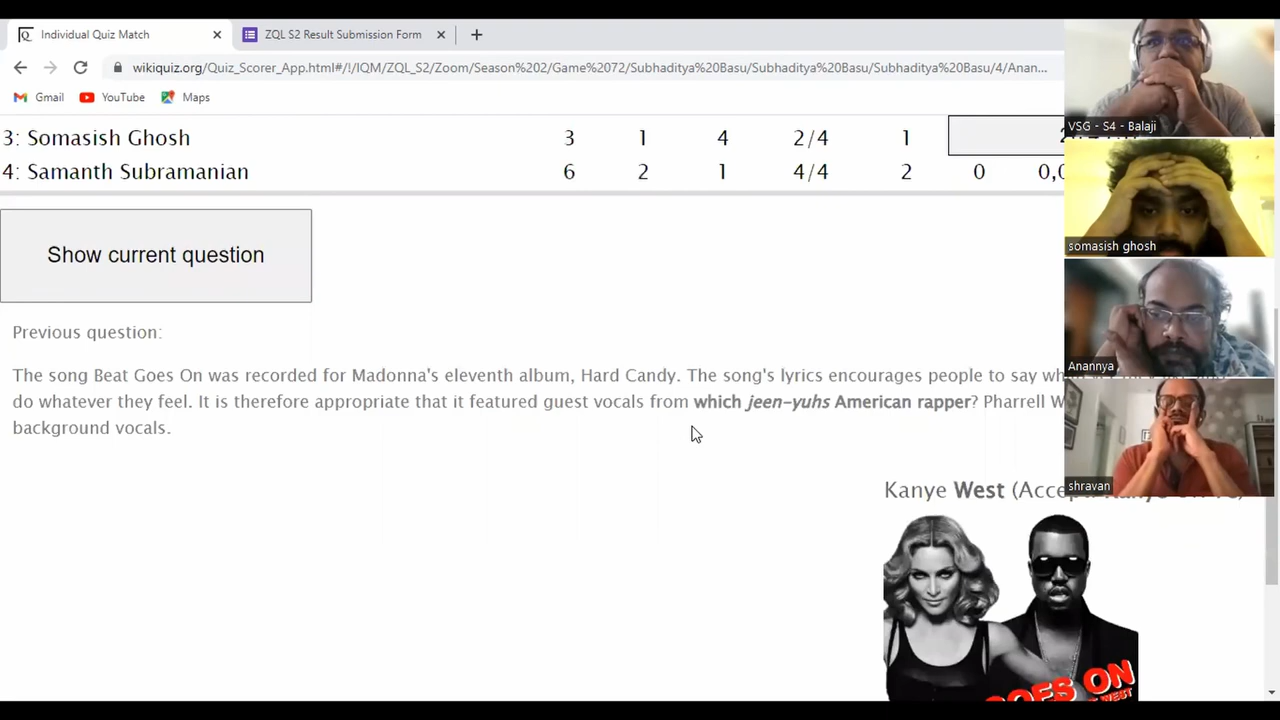 Individual Quiz Match
ZQL S2 Result Submission Form
wikiquiz.org/Quiz_Scorer_App.html#/I/IQM/ZQL_S2/Zoom/Season%202/Game%2072/Subhaditya%20Basu/Subhaditya%20Basu/Subhaditya%20Basu/4/Anan...
Gmail YouTube Maps
3: Somasish Ghosh 3 1 4 2/4 1
4: Samanth Subramanian 6 2 1 4/4 2 0
Show current question
Previous question:
The song Beat Goes On was recorded for Madonna's eleventh album, Hard Candy. The song's lyrics encourages people to say
do whatever they feel. It is therefore appropriate that it featured guest vocals from which jeen-yuhs American rapper? Pharrell
background vocals.
Kanye West
GOES ON
WEST
VSG - S4 - Balaji
somasish ghosh
Anannya
shravan